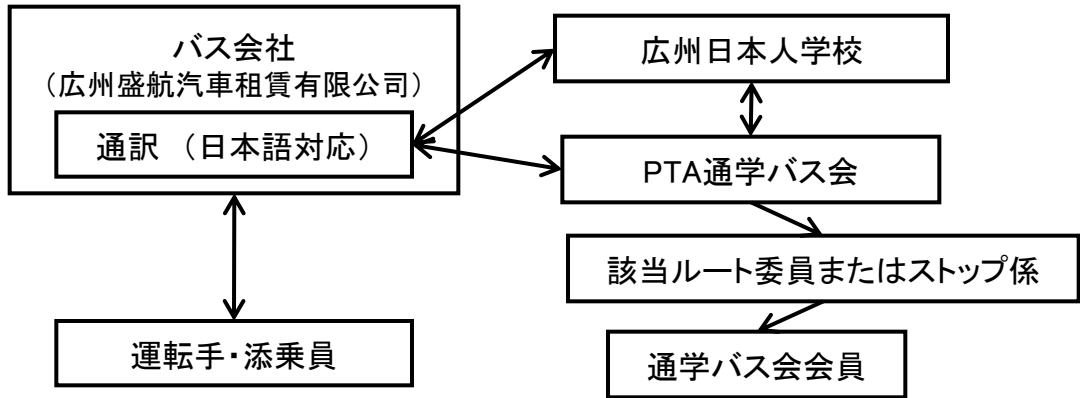 バス会社
（広州盛航汽車租賃有限公司）
通訳 （日本語対応）
広州日本人学校
PTA通学バス会
該当ルート委員またはストップ係
運転手・添乗員
通学バス会会員